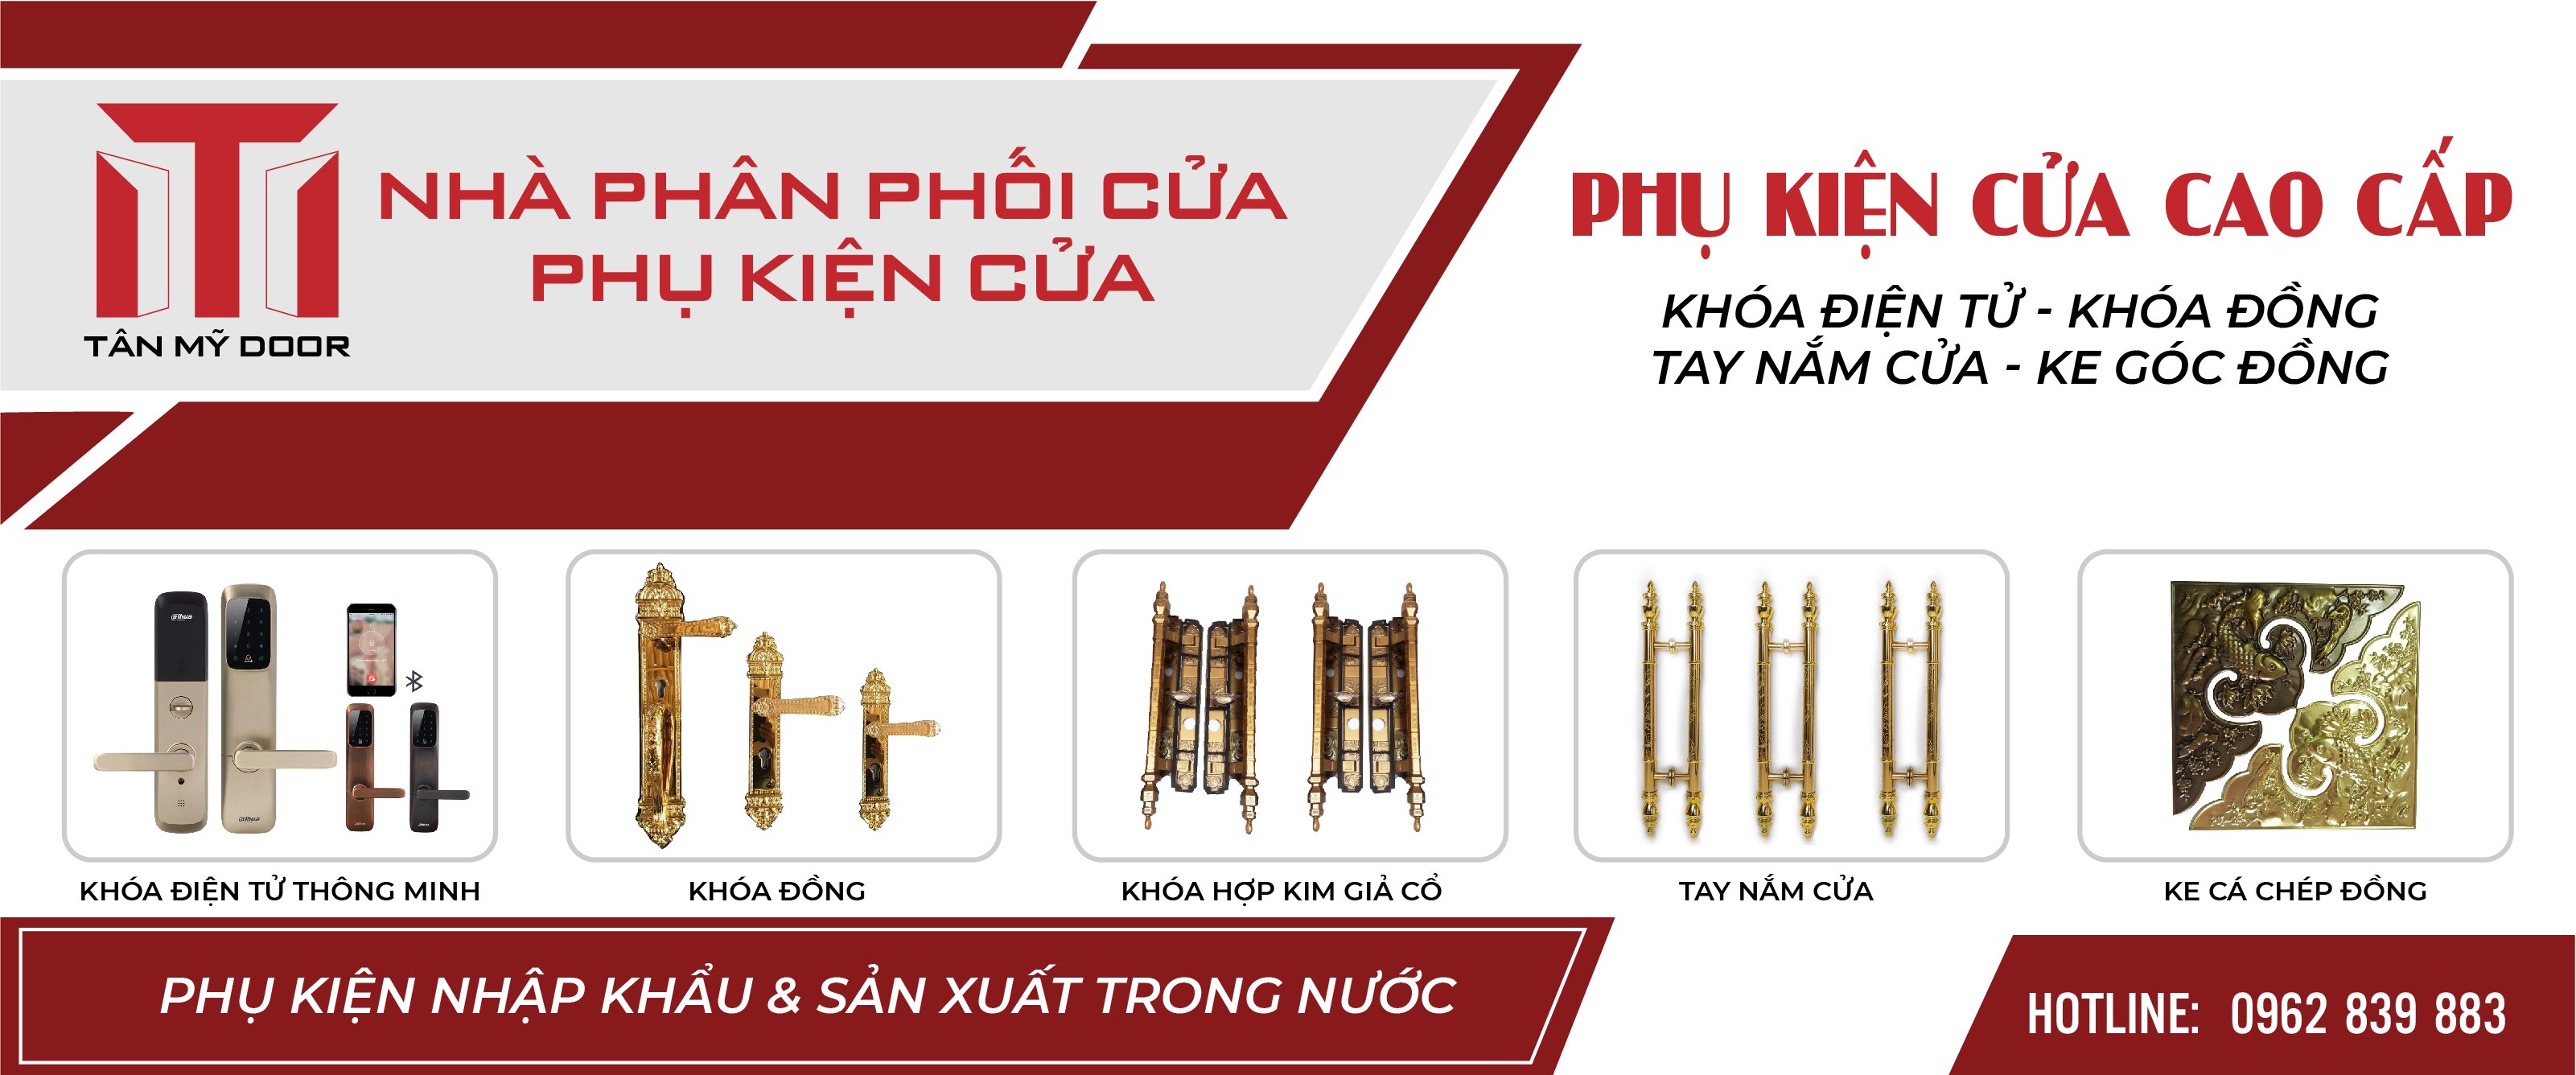 NHÀ PHÂN PHỐI CỬA
PHỤ KIỆN CỬA
TÂN MỸ DOOR
PHỤ KIỆN CỬA CAO CẤP
KHÓA ĐIỆN TỬ - KHÓA ĐỒNG
TAY NẮM CỬA - KE GÓC ĐỒNG
alhua
alhua
KHÓA ĐIỆN TỬ THÔNG MINH
KHÓA ĐỒNG
KHÓA HỢP KIM GIẢ CỔ
TAY NẮM CỬA
KE CÁ CHÉP ĐỒNG
PHỤ KIỆN NHẬP KHẨU & SẢN XUẤT TRONG NƯỚC
HOTLINE: 0962 839 883